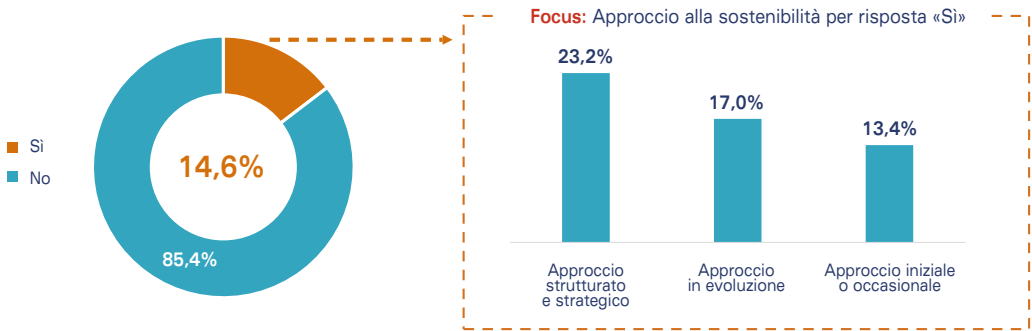 Sì
No
14,6%
85,4%
Focus: Approccio alla sostenibilità per risposta «Sì»
23,2%
17,0%
13,4%
Approccio
strutturato
e strategico
Approccio
in evoluzione
Approccio iniziale
o occasionale